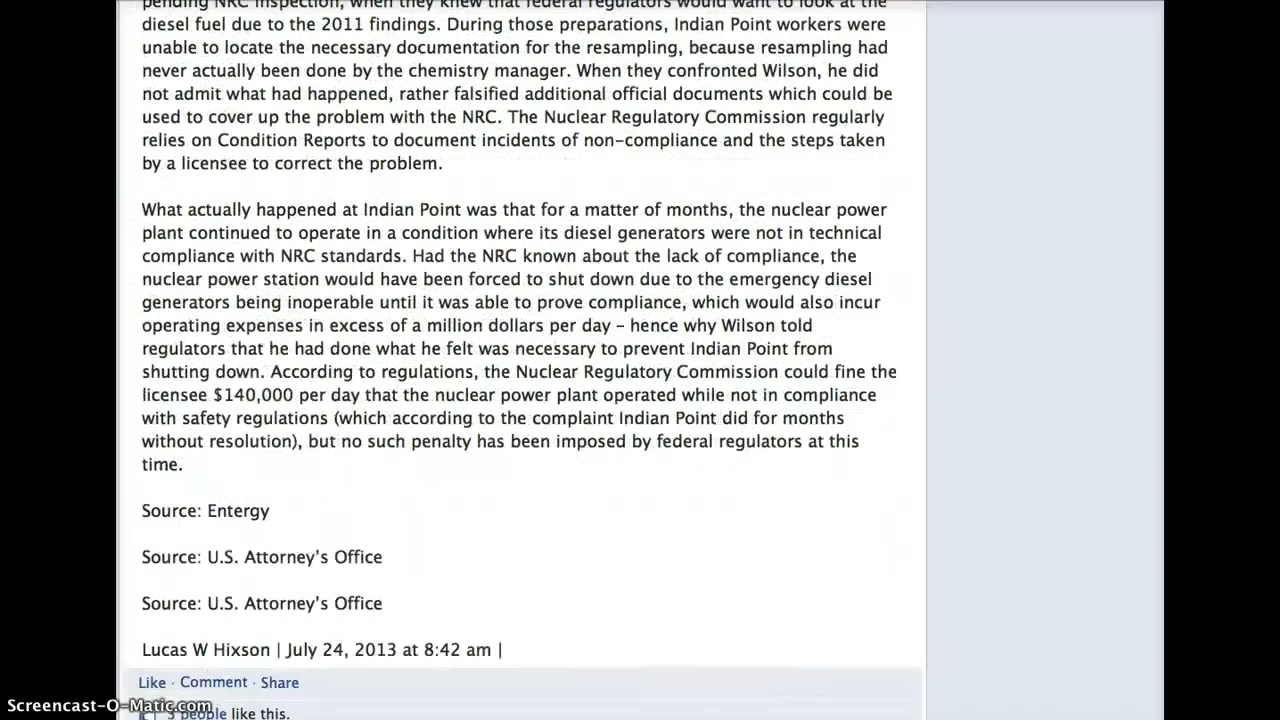 pending NRC inspection, when they knew that federal regulators would want to look at the
diesel fuel due to the 2011 findings. During those preparations, Indian Point workers were
unable to locate the necessary documentation for the resampling, because resampling had
never actually been done by the chemistry manager. When they confronted Wilson, he did
not admit what had happened, rather falsified additional official documents which could be
used to cover up the problem with the NRC. The Nuclear Regulatory Commission regularly
relies on Condition Reports to document incidents of non-compliance and the steps taken
by a licensee to correct the problem.
What actually happened at Indian Point was that for a matter of months, the nuclear power
plant continued to operate in a condition where its diesel generators were not in technical
compliance with NRC standards. Had the NRC known about the lack of compliance, the
nuclear power station would have been forced to shut down due to the emergency diesel
generators being inoperable until it was able to prove compliance, which would also incur
operating expenses in excess of a million dollars per day – hence why Wilson told
regulators that he had done what he felt was necessary to prevent Indian Point from
shutting down. According to regulations, the Nuclear Regulatory Commission could fine the
licensee $140,000 per day that the nuclear power plant operated while not in compliance
with safety regulations (which according to the complaint Indian Point did for months
without resolution), but no such penalty has been imposed by federal regulators at this
time.
Source: Entergy
Source: U.S. Attorney's Office
Source: U.S. Attorney's Office
Lucas W Hixson | July 24, 2013 at 8:42 am |
Like · Comment · Share
Screencast-O-Matic.com
3 people like this.